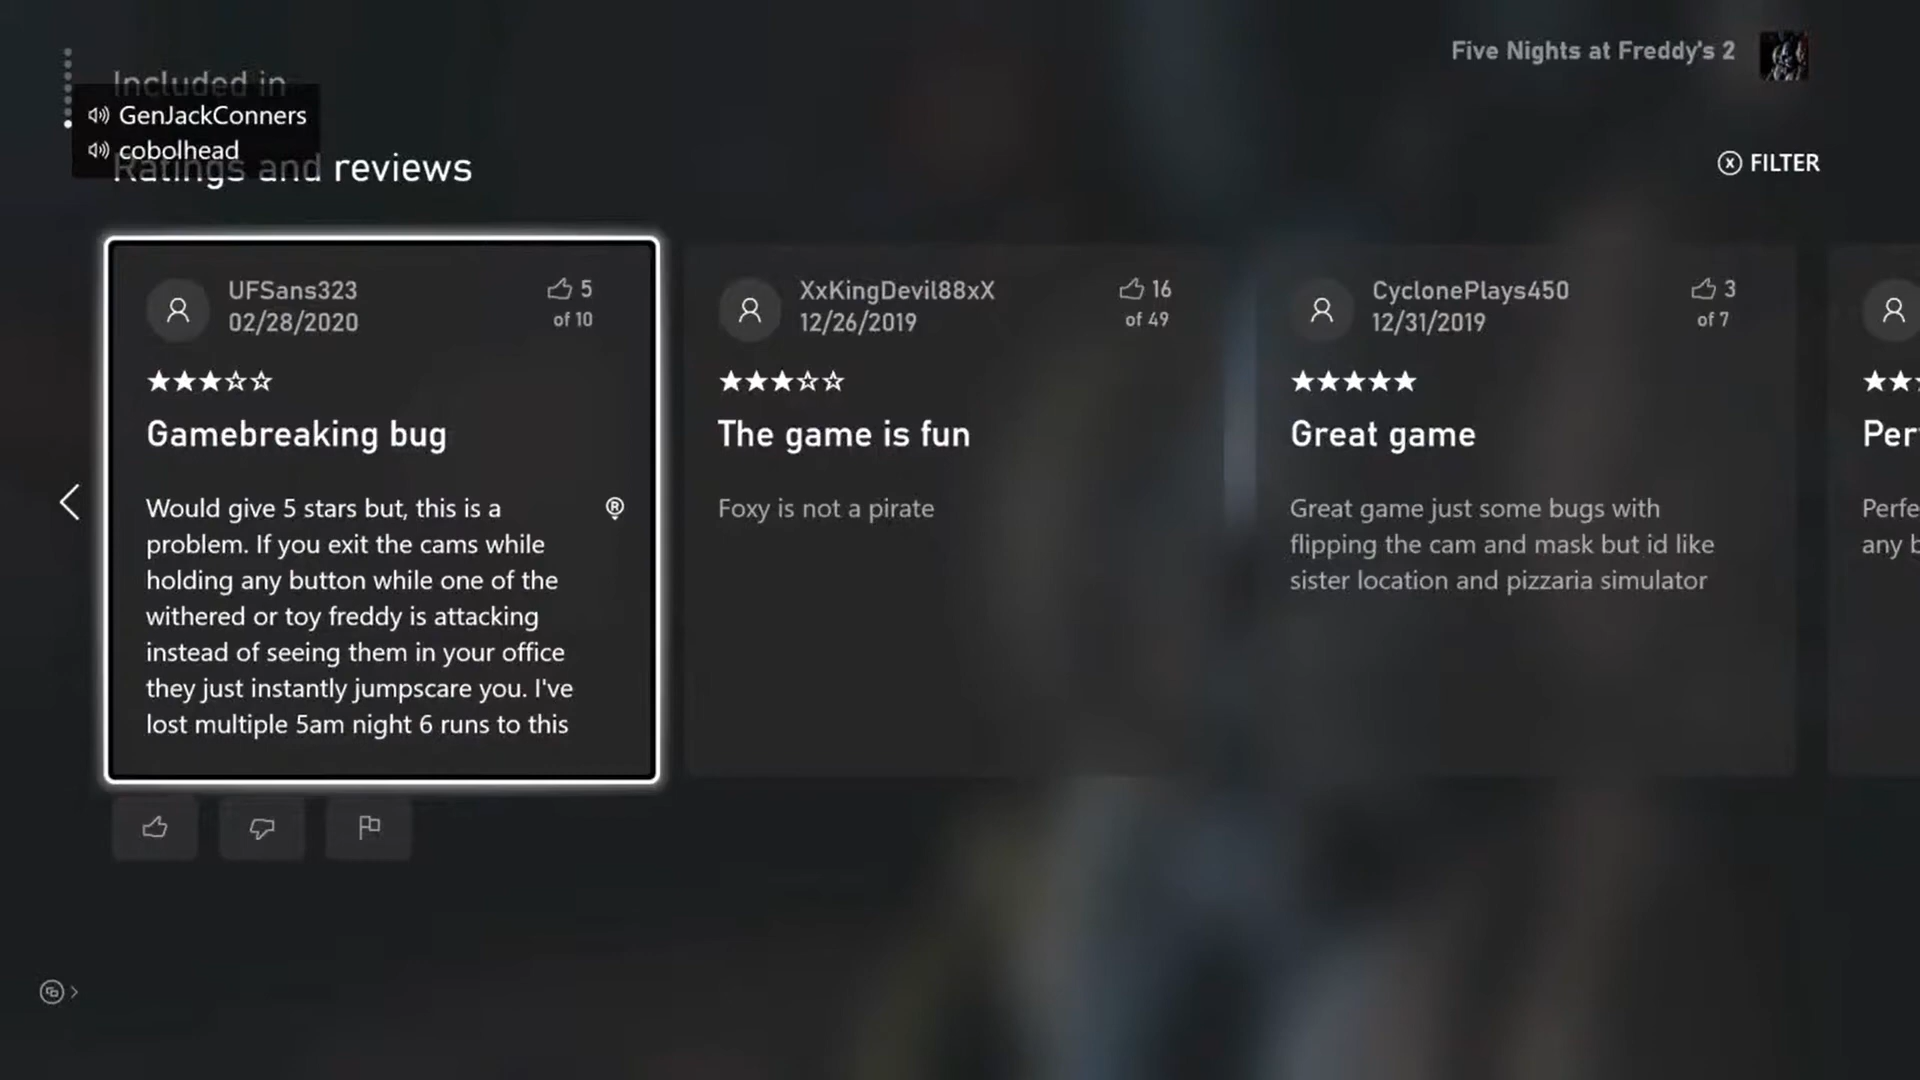 Five Nights at Freddy's 2
Included in
GenJackConners
cobolhead
Ratings and reviews
FILTER
UFSans323
02/28/2020
5
of 10
Gamebreaking bug
Would give 5 stars but, this is a
problem. If you exit the cams while
holding any button while one of the
withered or toy freddy is attacking
instead of seeing them in your office
they just instantly jumpscare you. I've
lost multiple 5am night 6 runs to this
XxKingDevil88xX
12/26/2019
16
of 49
The game is fun
Foxy is not a pirate
CyclonePlays450
12/31/2019
3
of 7
Great game
Great game just some bugs with
flipping the cam and mask but id like
sister location and pizzaria simulator
Per
Perfe
any b